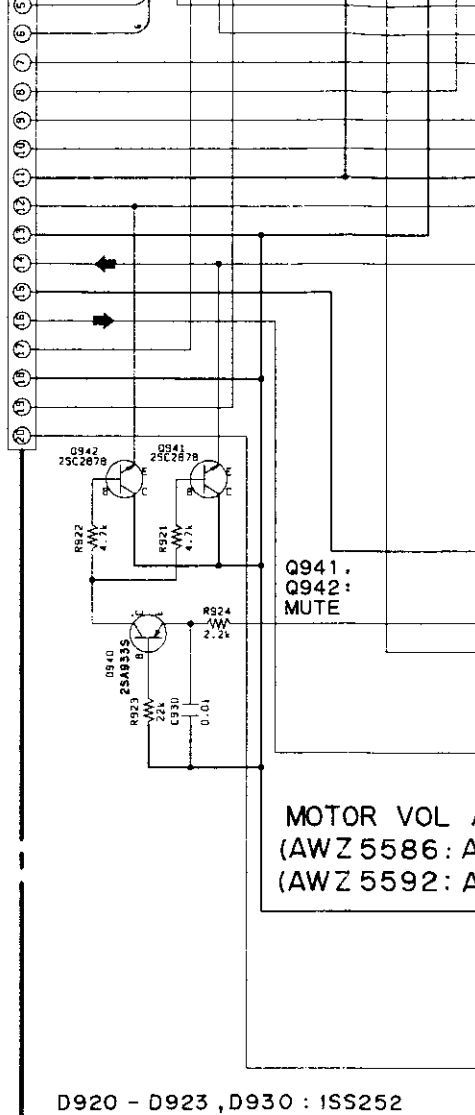 5
6
6
7
8
9
10
11
12
13
14
15
16
17
18
19
20
Q942
2SC2878
Q941
2SC2878
E
B
C
E
B
C
R922
4.7k
R921
4.7k
Q941,
Q942:
MUTE
C
E
B
Q940
2SA933S
R924
2.2k
R923
22k
C930
0.01
MOTOR VOL A
(AWZ5586: A
(AWZ5592: A
D920 - D923, D930 : 1SS252